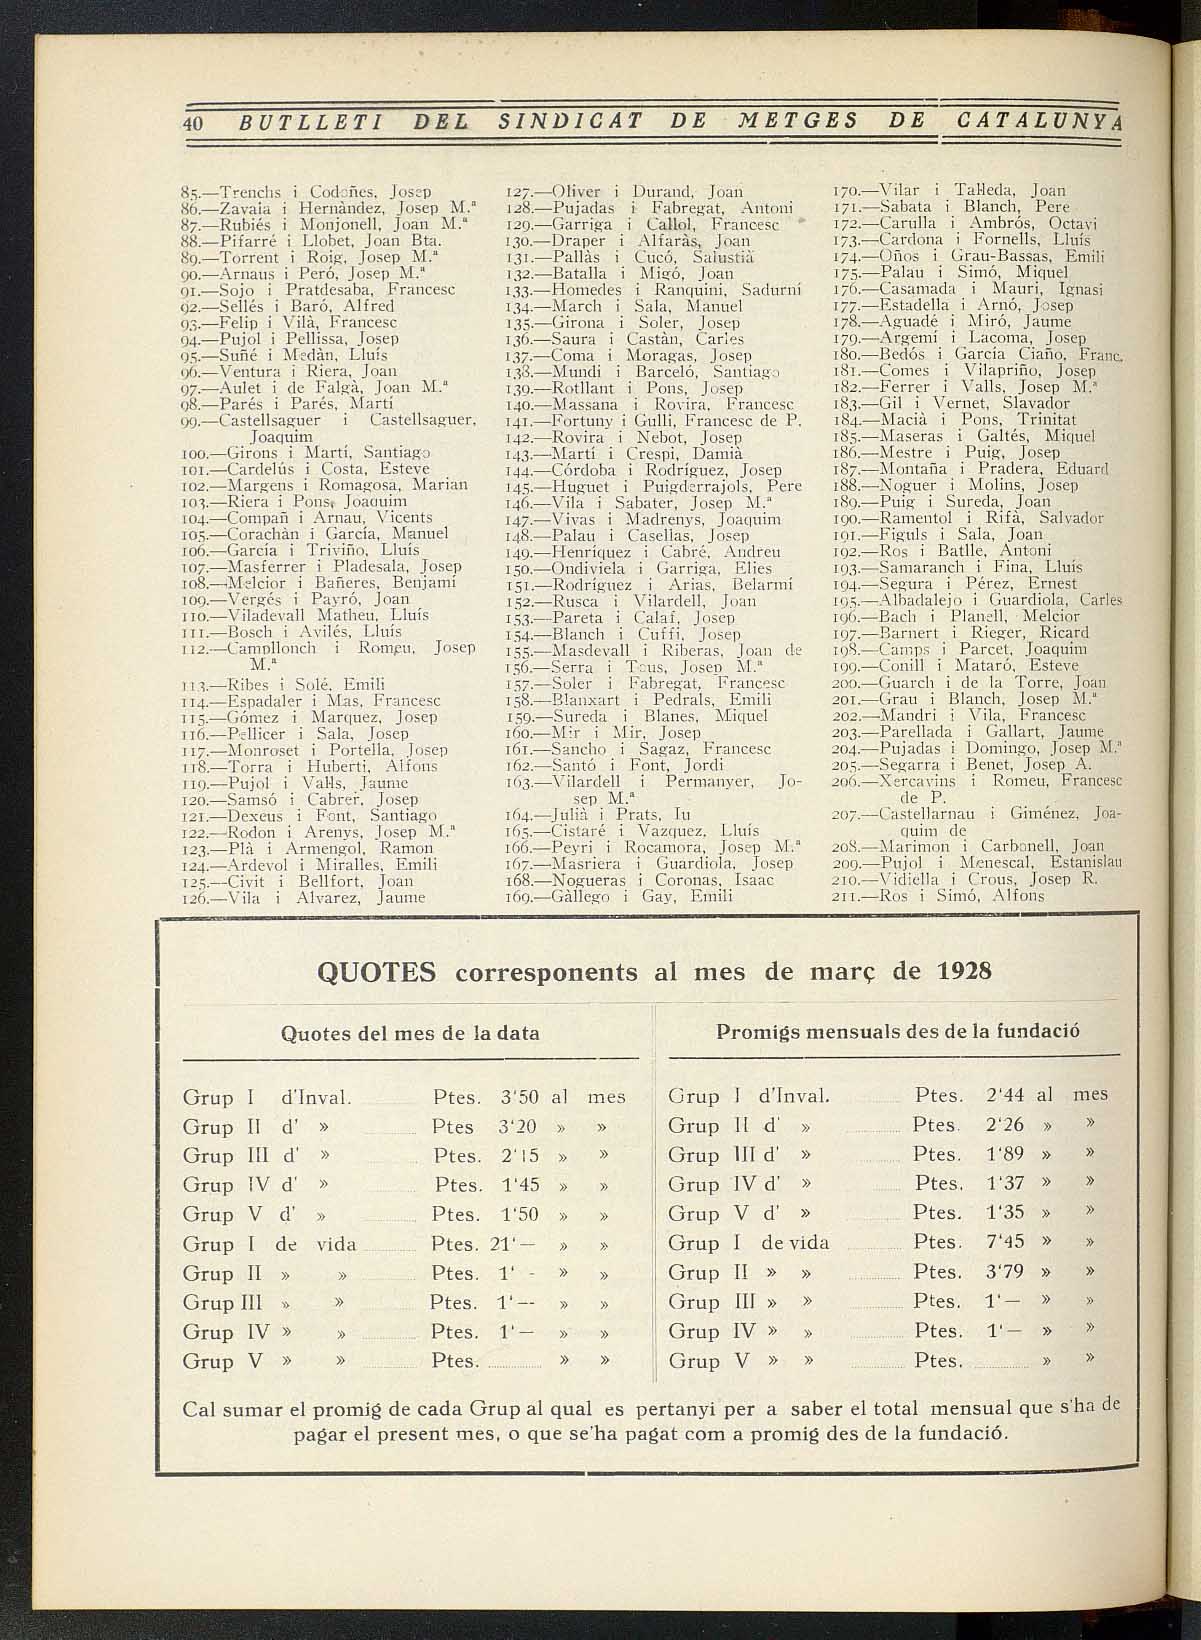 40 BUTLLETI DEL SINDICAT DE METGES DE CATALUNYA
85.—Trenchs i Codoñes, Josep
86.—Zavaia i Hernàndez, Josep M.ª
87.—Rubiés i Monjonell, Joan M.ª
88.—Pifarré i Llobet, Joan Bta.
89.—Torrent i Roig, Josep M.ª
90.—Arnaus i Peró, Josep M.ª
91.—Sojo i Pratdesaba, Francesc
92.—Sellés i Baró, Alfred
93.—Felip i Vilà, Francesc
94.—Pujol i Pellissa, Josep
95.—Suñé i Medàn, Lluís
96.—Ventura i Riera, Joan
97.—Aulet i de Falgà, Joan M.ª
98.—Parés i Parés, Martí
99.—Castellsaguer i Castellsaguer,
Joaquim
100.—Girons i Martí, Santiago
101.—Cardelús i Costa, Esteve
102.—Margens i Romagosa, Marian
103.—Riera i Pons, Joaquim
104.—Compañ i Arnau, Vicents
105.—Corachàn i García, Manuel
106.—García i Triviño, Lluís
107.—Masferrer i Pladesala, Josep
108.—Melcior i Bañeres, Benjamí
109.—Vergés i Payró, Joan
110.—Viladevall Matheu, Lluís
111.—Bosch i Avilés, Lluís
112.—Campllonch i Romeu, Josep
M.ª
113.—Ribes i Solé, Emili
114.—Espadaler i Mas, Francesc
115.—Gómez i Marquez, Josep
116.—Pellicer i Sala, Josep
117.—Monroset i Portella, Josep
118.—Torra i Huberti, Alfons
119.—Pujol i Valls, Jaume
120.—Samsó i Cabrer, Josep
121.—Dexeus i Font, Santiago
122.—Rodon i Arenys, Josep M.ª
123.—Plà i Armengol, Ramon
124.—Ardevol i Miralles, Emili
125.—Civit i Bellfort, Joan
126.—Vila i Alvarez, Jaume
127.—Oliver i Durand, Joan
128.—Pujadas i Fabregat, Antoni
129.—Garriga i Callol, Francesc
130.—Draper i Alfaràs, Joan
131.—Pallàs i Cucó, Salustià
132.—Batalla i Migó, Joan
133.—Homedes i Ranquini, Sadurní
134.—March i Sala, Manuel
135.—Girona i Soler, Josep
136.—Saura i Castàn, Carles
137.—Coma i Moragas, Josep
138.—Mundi i Barceló, Santiago
139.—Rotllant i Pons, Josep
140.—Massana i Rovira, Francesc
141.—Fortuny i Gulli, Francesc de P.
142.—Rovira i Nebot, Josep
143.—Martí i Crespi, Damià
144.—Córdoba i Rodríguez, Josep
145.—Huguet i Puigderrajols, Pere
146.—Vila i Sabater, Josep M.ª
147.—Vivas i Madrenys, Joaquim
148.—Palau i Casellas, Josep
149.—Henríquez i Cabré, Andreu
150.—Ondiviela i Garriga, Elies
151.—Rodríguez i Arias, Belarmí
152.—Rusca i Vilardell, Joan
153.—Pareta i Calaf, Josep
154.—Blanch i Cuffi, Josep
155.—Masdevall i Riberas, Joan de
156.—Serra i Tous, Josep M.ª
157.—Soler i Fabregat, Francesc
158.—Blanxart i Pedrals, Emili
159.—Sureda i Blanes, Miquel
160.—Mir i Mir, Josep
161.—Sancho i Sagaz, Francesc
162.—Santó i Font, Jordi
163.—Vilardell i Permanyer, Jo-
sep M.ª
164.—Julià i Prats, Iu
165.—Cistaré i Vazquez, Lluís
166.—Peyri i Rocamora, Josep M.ª
167.—Masriera i Guardiola, Josep
168.—Nogueras i Coronas, Isaac
169.—Gàllego i Gay, Emili
170.—Vilar i Talleda, Joan
171.—Sabata i Blanch, Pere
172.—Carulla i Ambrós, Octavi
173.—Cardona i Fornells, Lluís
174.—Oños i Grau-Bassas, Emili
175.—Palau i Simó, Miquel
176.—Casamada i Mauri, Ignasi
177.—Estadella i Arnó, Josep
178.—Aguadé i Miró, Jaume
179.—Argemí i Lacoma, Josep
180.—Bedós i García Ciaño, Franc.
181.—Comes i Vilapriño, Josep
182.—Ferrer i Valls, Josep M.ª
183.—Gil i Vernet, Slavador
184.—Macià i Pons, Trinitat
185.—Maseras i Galtés, Miquel
186.—Mestre i Puig, Josep
187.—Montaña i Pradera, Eduard
188.—Noguer i Molins, Josep
189.—Puig i Sureda, Joan
190.—Ramentol i Rifà, Salvador
191.—Figuls i Sala, Joan
192.—Ros i Batlle, Antoni
193.—Samaranch i Fina, Lluís
194.—Segura i Pérez, Ernest
195.—Albadalejo i Guardiola, Carles
196.—Bach i Planell, Melcior
197.—Barnert i Rieger, Ricard
198.—Camps i Parcet, Joaquim
199.—Conill i Mataró, Esteve
200.—Guarch i de la Torre, Joan
201.—Grau i Blanch, Josep M.ª
202.—Mandri i Vila, Francesc
203.—Parellada i Gallart, Jaume
204.—Pujadas i Domingo, Josep M.ª
205.—Segarra i Benet, Josep A.
206.—Xercavins i Romeu, Francesc
de P.
207.—Castellarnau i Giménez, Joa-
quim de
208.—Marimon i Carbonell, Joan
209.—Pujol i Menescal, Estanislau
210.—Vidiella i Crous, Josep R.
211.—Ros i Simó, Alfons
QUOTES corresponents al mes de març de 1928
Quotes del mes de la data
Grup I d'Inval. Ptes. 3'50 al mes
Grup II d' » Ptes 3'20 » »
Grup III d' » Ptes. 2'15 » »
Grup IV d' » Ptes. 1'45 » »
Grup V d' » Ptes. 1'50 » »
Grup I de vida Ptes. 21'— » »
Grup II » » Ptes. 1' - » »
Grup III » » Ptes. 1'-- » »
Grup IV » » Ptes. 1'— » »
Grup V » » Ptes. » »
Promigs mensuals des de la fundació
Grup I d'Inval. Ptes. 2'44 al mes
Grup II d' » Ptes. 2'26 » »
Grup III d' » Ptes. 1'89 » »
Grup IV d' » Ptes. 1'37 » »
Grup V d' » Ptes. 1'35 » »
Grup I de vida Ptes. 7'45 » »
Grup II » » Ptes. 3'79 » »
Grup III » » Ptes. 1'— » »
Grup IV » » Ptes. 1'— » »
Grup V » » Ptes. » »
Cal sumar el promig de cada Grup al qual es pertanyi per a saber el total mensual que s'ha de
pagar el present mes, o que se'ha pagat com a promig des de la fundació.